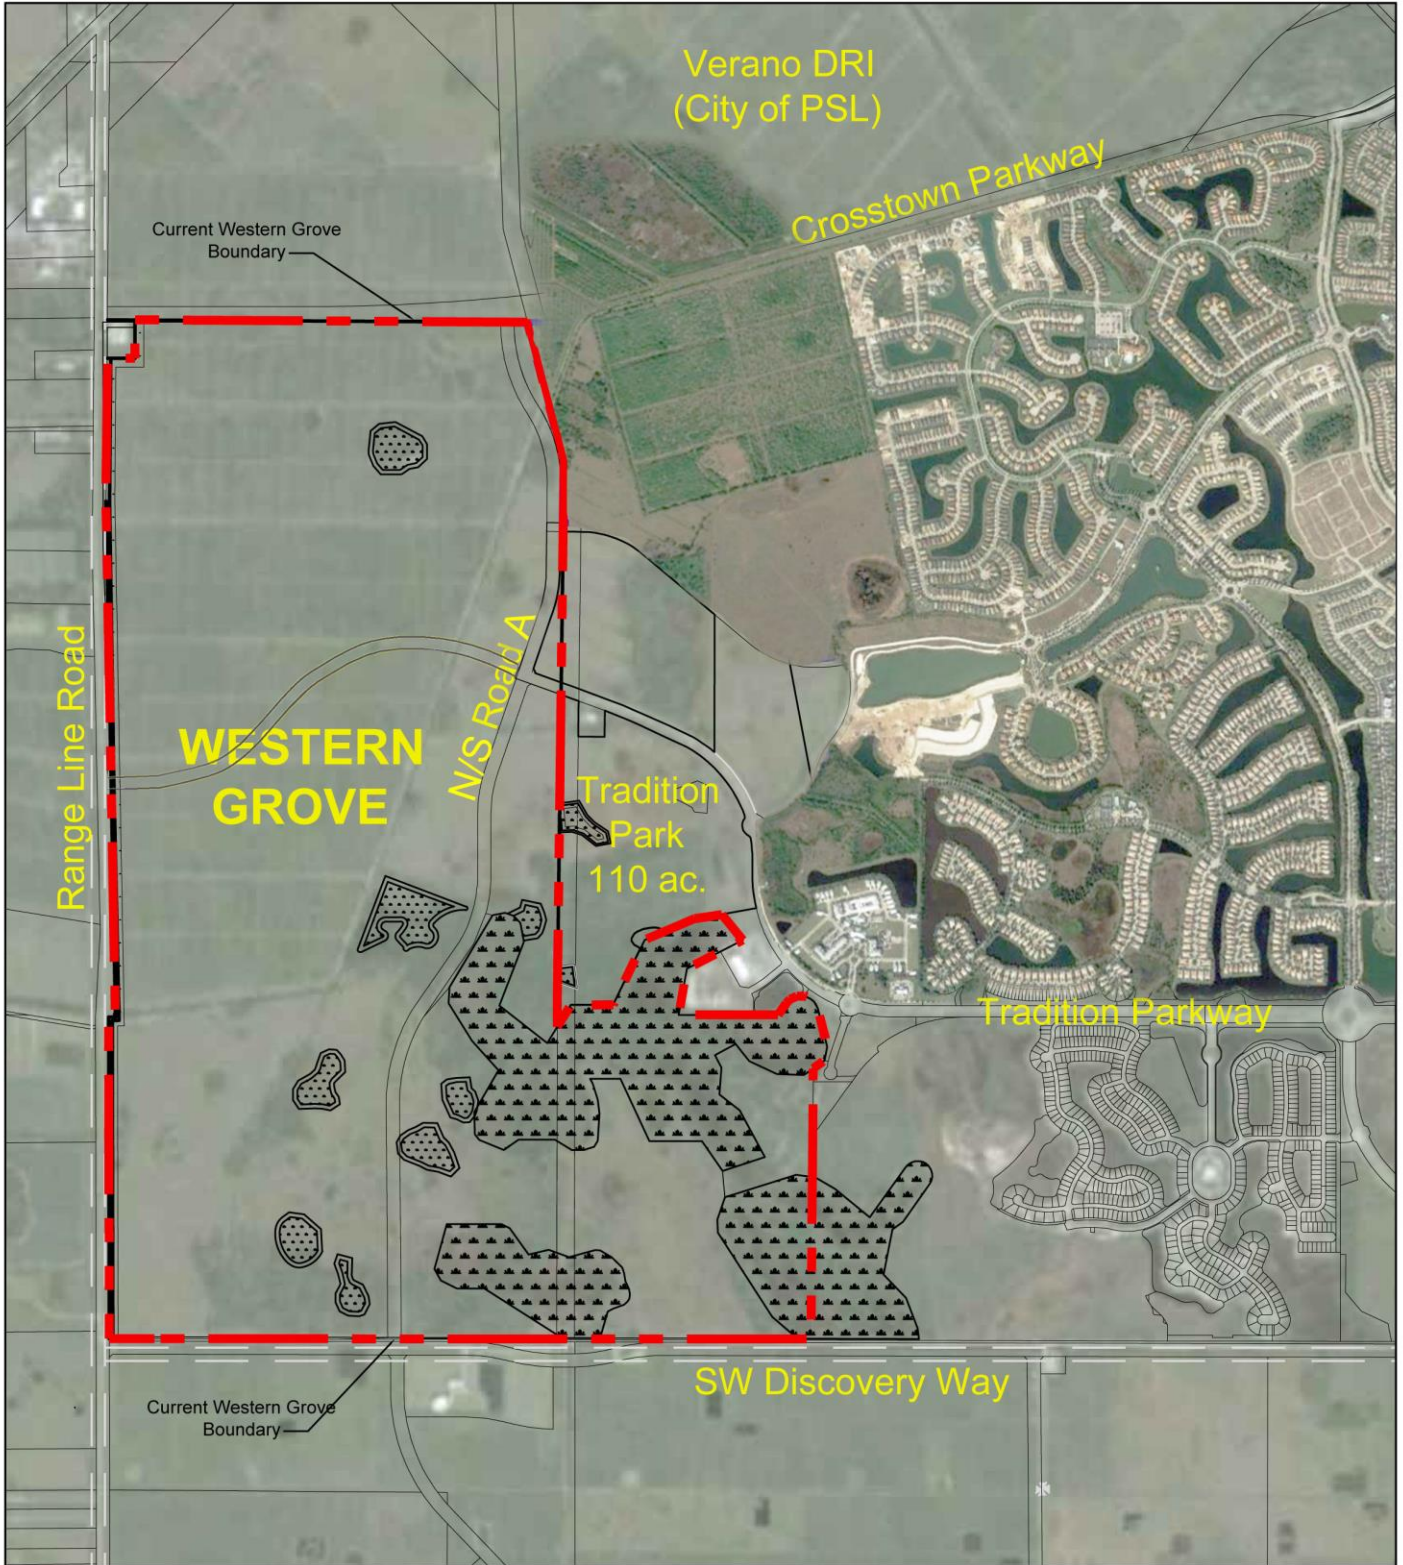 Verano DRI
(City of PSL)
Crosstown Parkway
Current Western Grove
Boundary
Range Line Road
N/S Road A
WESTERN
GROVE
Tradition
Park
110 ac.
Tradition Parkway
SW Discovery Way
Current Western Grove
Boundary